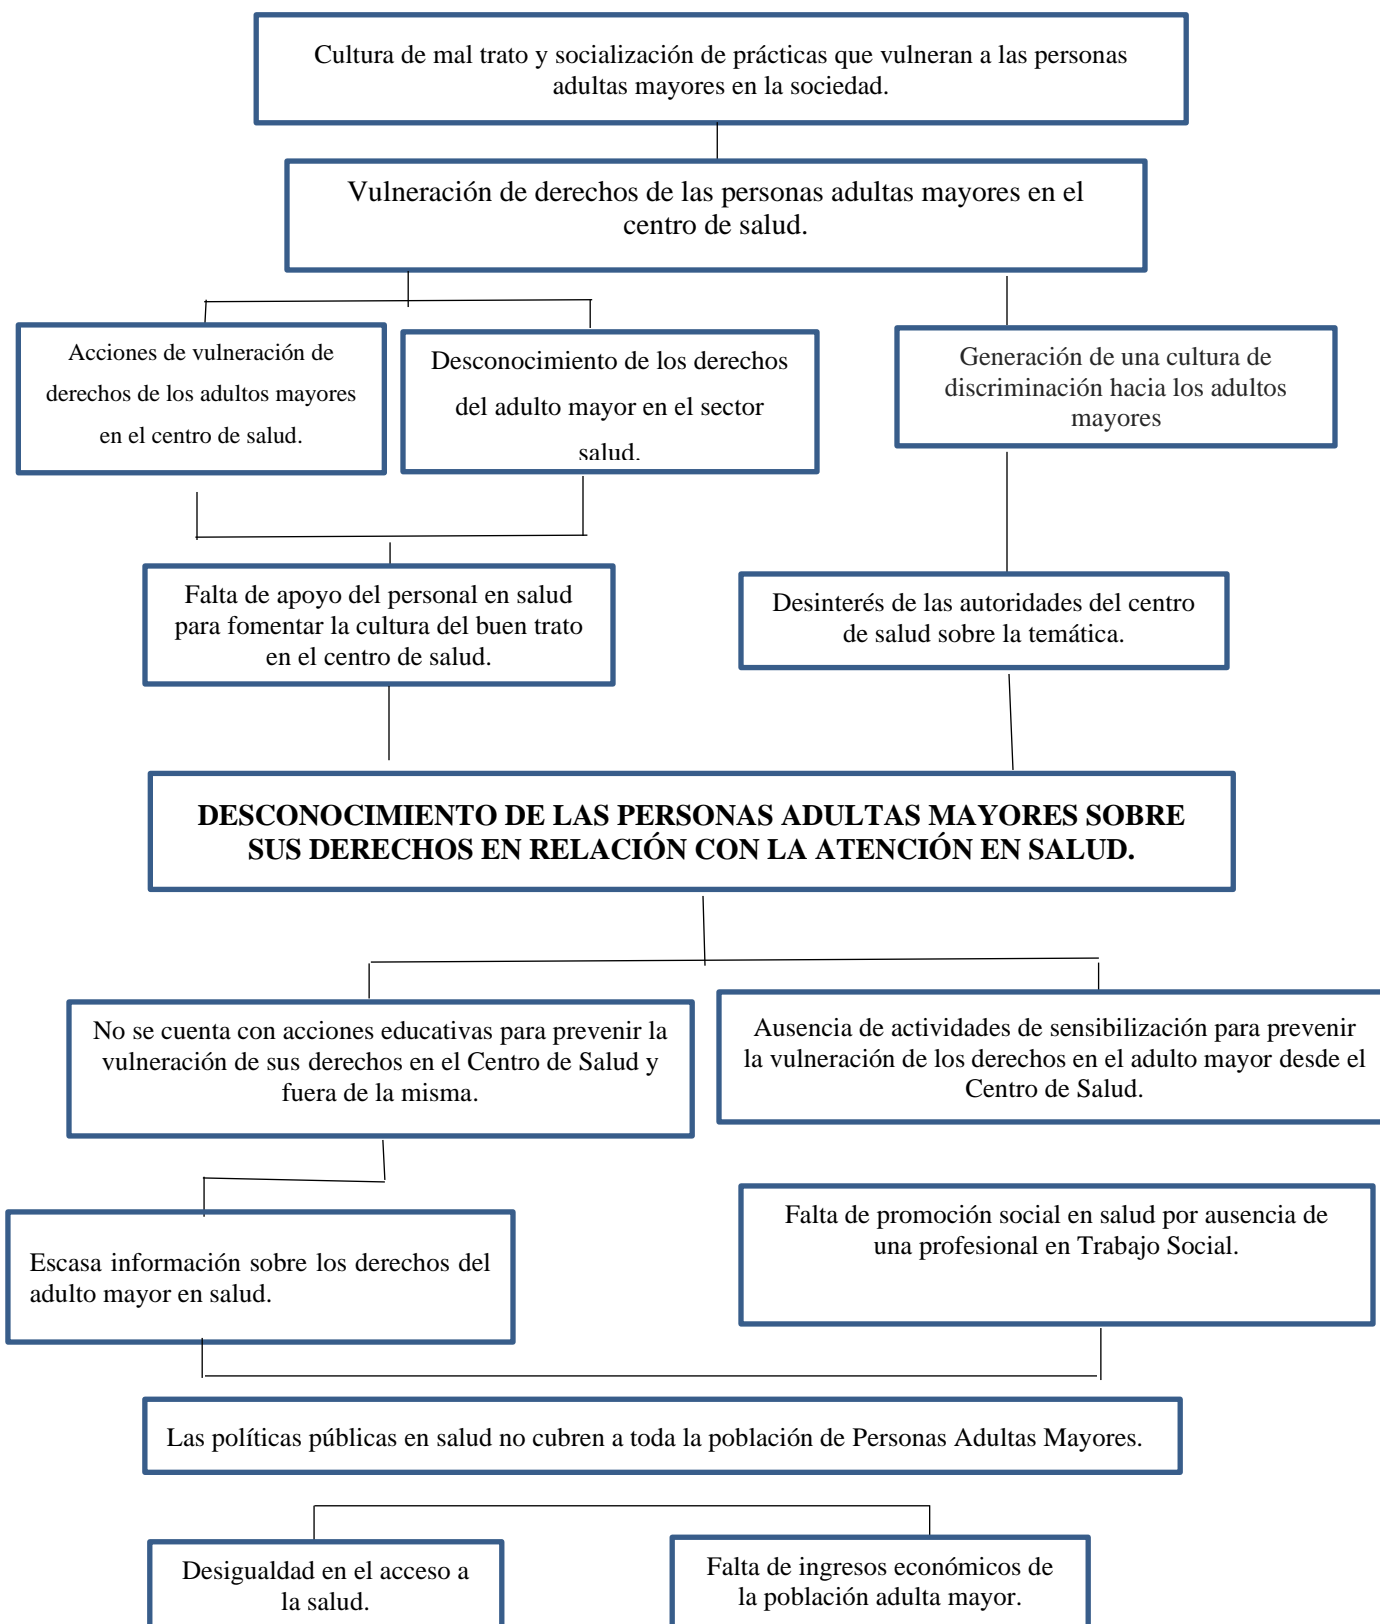 Cultura de mal trato y socialización de prácticas que vulneran a las personas
adultas mayores en la sociedad.
Vulneración de derechos de las personas adultas mayores en el
centro de salud.
Acciones de vulneración de
derechos de los adultos mayores
en el centro de salud.
Desconocimiento de los derechos
del adulto mayor en el sector
salud.
Generación de una cultura de
discriminación hacia los adultos
mayores
Falta de apoyo del personal en salud
para fomentar la cultura del buen trato
en el centro de salud.
Desinterés de las autoridades del centro
de salud sobre la temática.
DESCONOCIMIENTO DE LAS PERSONAS ADULTAS MAYORES SOBRE
SUS DERECHOS EN RELACIÓN CON LA ATENCIÓN EN SALUD.
No se cuenta con acciones educativas para prevenir la
vulneración de sus derechos en el Centro de Salud y
fuera de la misma.
Ausencia de actividades de sensibilización para prevenir
la vulneración de los derechos en el adulto mayor desde el
Centro de Salud.
Escasa información sobre los derechos del
adulto mayor en salud.
Falta de promoción social en salud por ausencia de
una profesional en Trabajo Social.
Las políticas públicas en salud no cubren a toda la población de Personas Adultas Mayores.
Desigualdad en el acceso a
la salud.
Falta de ingresos económicos de
la población adulta mayor.